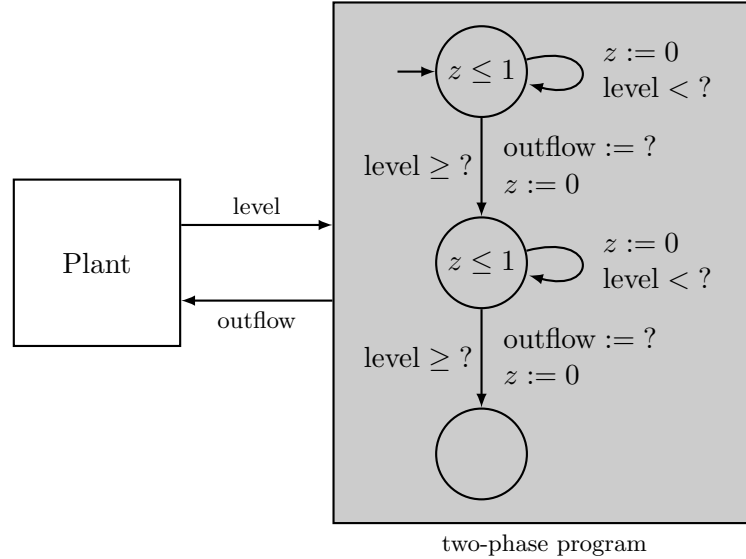 z ≤ 1
z := 0
level < ?
level ≥ ?
outflow := ?
z := 0
level
Plant
outflow
z ≤ 1
z := 0
level < ?
level ≥ ?
outflow := ?
z := 0
two-phase program